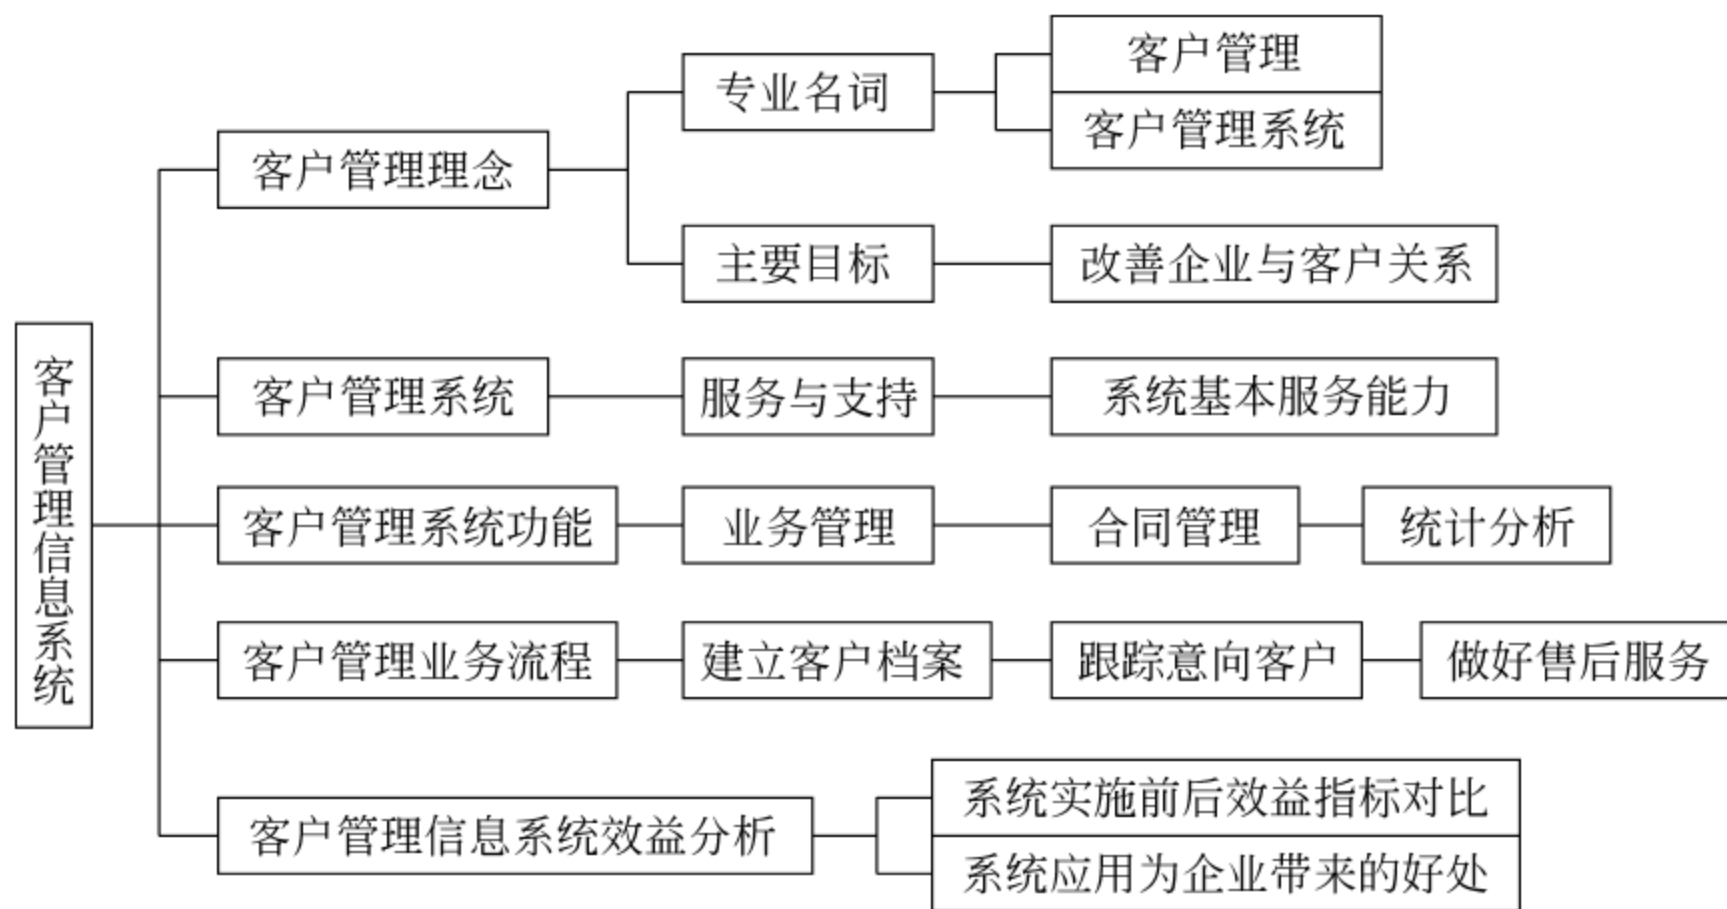 客户管理信息系统
客户管理理念
专业名词
客户管理
客户管理系统
主要目标
改善企业与客户关系
客户管理系统
服务与支持
系统基本服务能力
客户管理系统功能
业务管理
合同管理
统计分析
客户管理业务流程
建立客户档案
跟踪意向客户
做好售后服务
客户管理信息系统效益分析
系统实施前后效益指标对比
系统应用为企业带来的好处